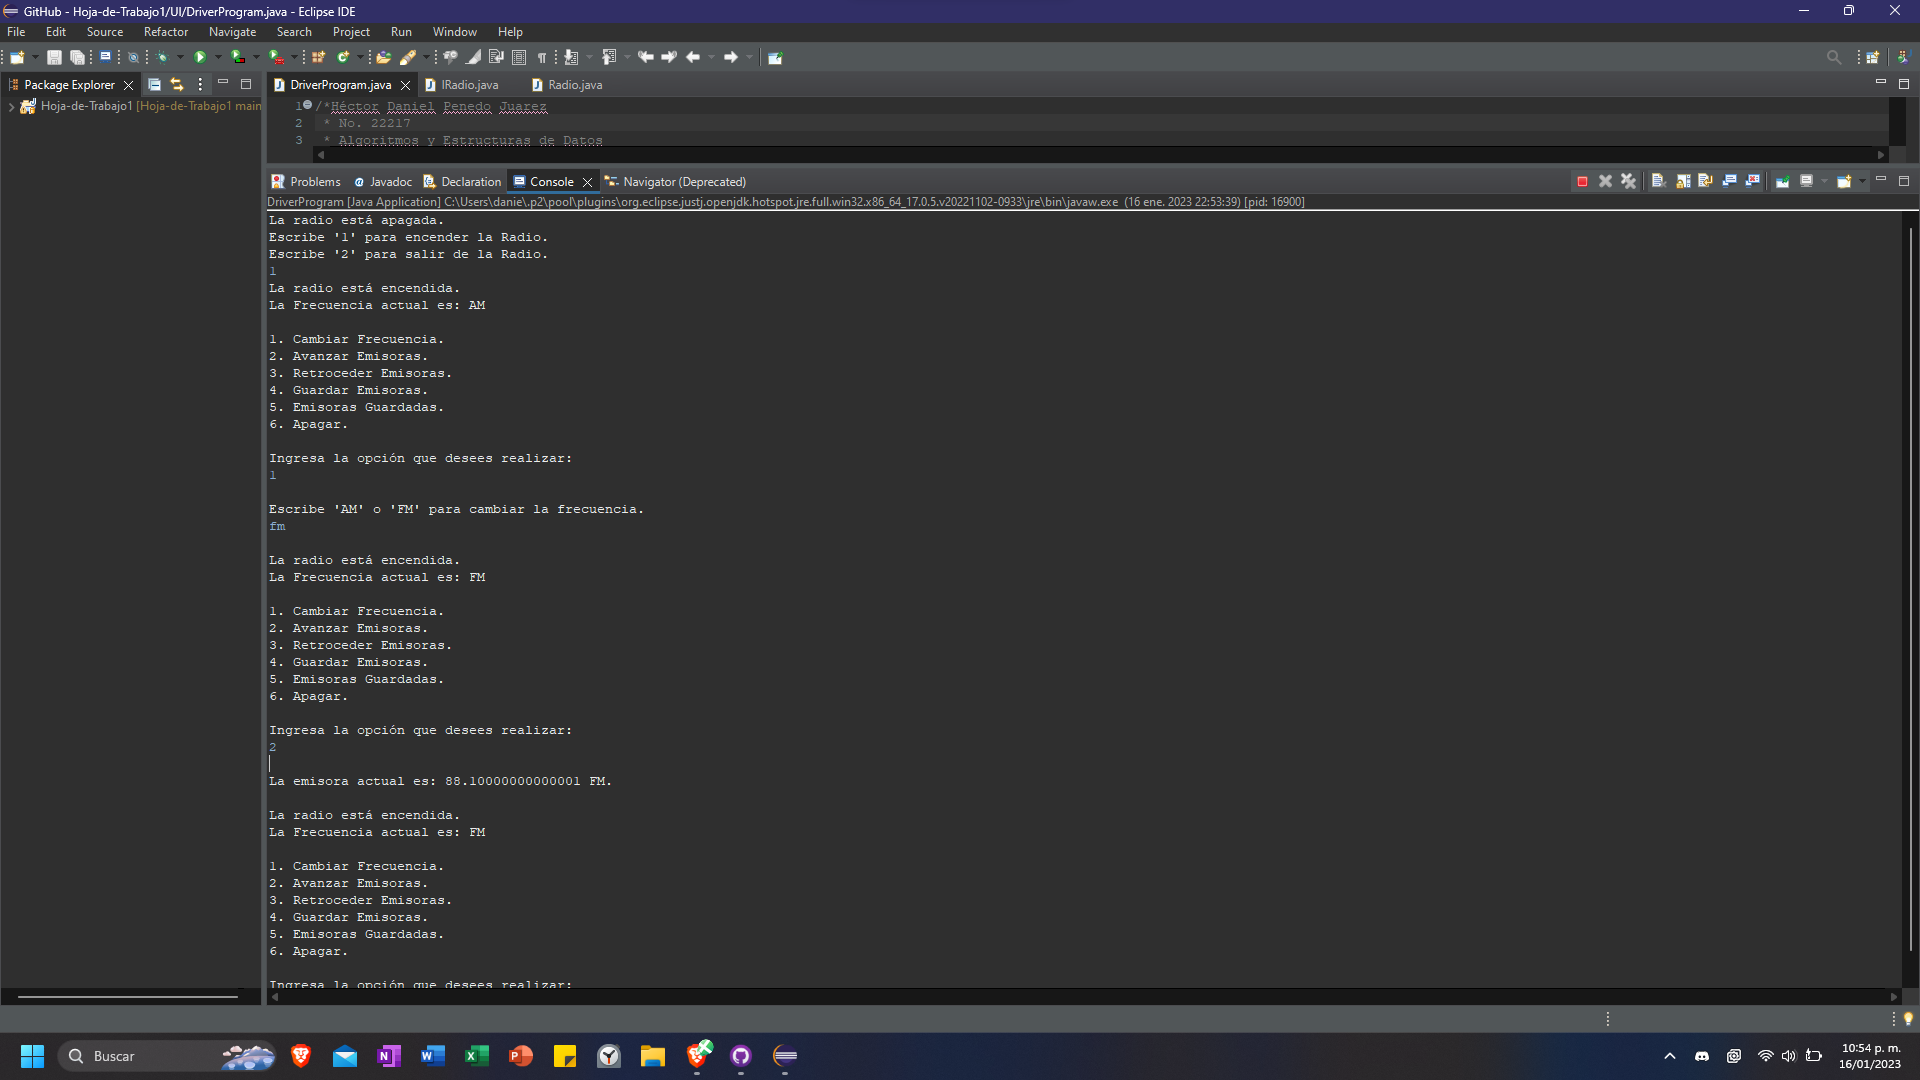 GitHub - Hoja-de-Trabajo1/UI/DriverProgram.java - Eclipse IDE
File Edit Source Refactor Navigate Search Project Run Window Help
Package Explorer
Hoja-de-Trabajo1 [Hoja-de-Trabajo1 main
DriverProgram.java IRadio.java Radio.java
1 /*Héctor Daniel Penedo Juarez
2 * No. 22217
3 * Algoritmos y Estructuras de Datos
Problems Javadoc Declaration Console Navigator (Deprecated)
DriverProgram [Java Application] C:\Users\danie\.p2\pool\plugins\org.eclipse.justj.openjdk.hotspot.jre.full.win32.x86_64_17.0.5.v20221102-0933\jre\bin\javaw.exe (16 ene. 2023 22:53:39) [pid: 16900]
La radio está apagada.
Escribe '1' para encender la Radio.
Escribe '2' para salir de la Radio.
1
La radio está encendida.
La Frecuencia actual es: AM
1. Cambiar Frecuencia.
2. Avanzar Emisoras.
3. Retroceder Emisoras.
4. Guardar Emisoras.
5. Emisoras Guardadas.
6. Apagar.
Ingresa la opción que desees realizar:
1
Escribe 'AM' o 'FM' para cambiar la frecuencia.
fm
La radio está encendida.
La Frecuencia actual es: FM
1. Cambiar Frecuencia.
2. Avanzar Emisoras.
3. Retroceder Emisoras.
4. Guardar Emisoras.
5. Emisoras Guardadas.
6. Apagar.
Ingresa la opción que desees realizar:
2
La emisora actual es: 88.10000000000001 FM.
La radio está encendida.
La Frecuencia actual es: FM
1. Cambiar Frecuencia.
2. Avanzar Emisoras.
3. Retroceder Emisoras.
4. Guardar Emisoras.
5. Emisoras Guardadas.
6. Apagar.
Ingresa la opción que desees realizar:
Buscar
10:54 p. m.
16/01/2023